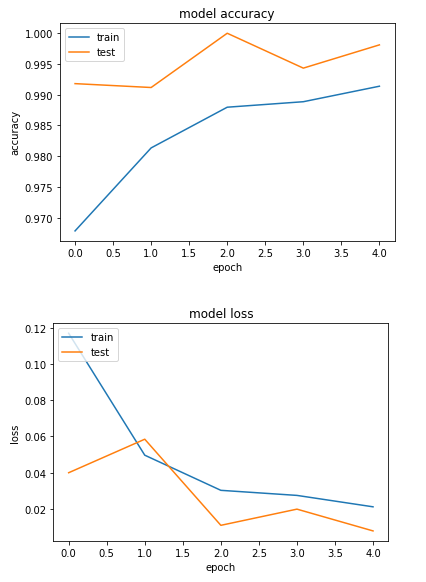 model accuracy
train
test
1.000
0.995
0.990
0.985
0.980
0.975
0.970
accuracy
0.0 0.5 1.0 1.5 2.0 2.5 3.0 3.5 4.0
epoch
model loss
train
test
0.12
0.10
0.08
0.06
0.04
0.02
loss
0.0 0.5 1.0 1.5 2.0 2.5 3.0 3.5 4.0
epoch